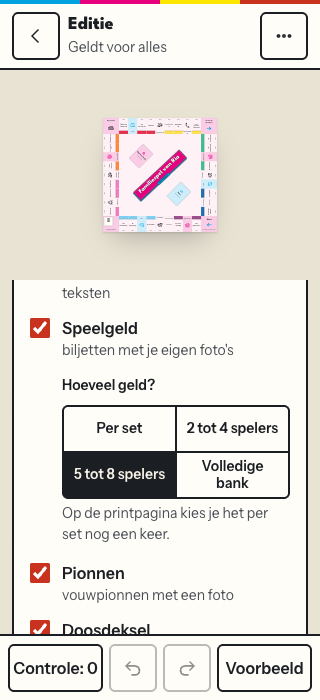 Editie
Geldt voor alles
Familiespel van Bo
teksten
Speelgeld
biljetten met je eigen foto's
Hoeveel geld?
Per set
2 tot 4 spelers
5 tot 8 spelers
Volledige
bank
Op de printpagina kies je het per
set nog een keer.
Pionnen
vouwpionnen met een foto
Doosdeksel
Controle: 0
Voorbeeld